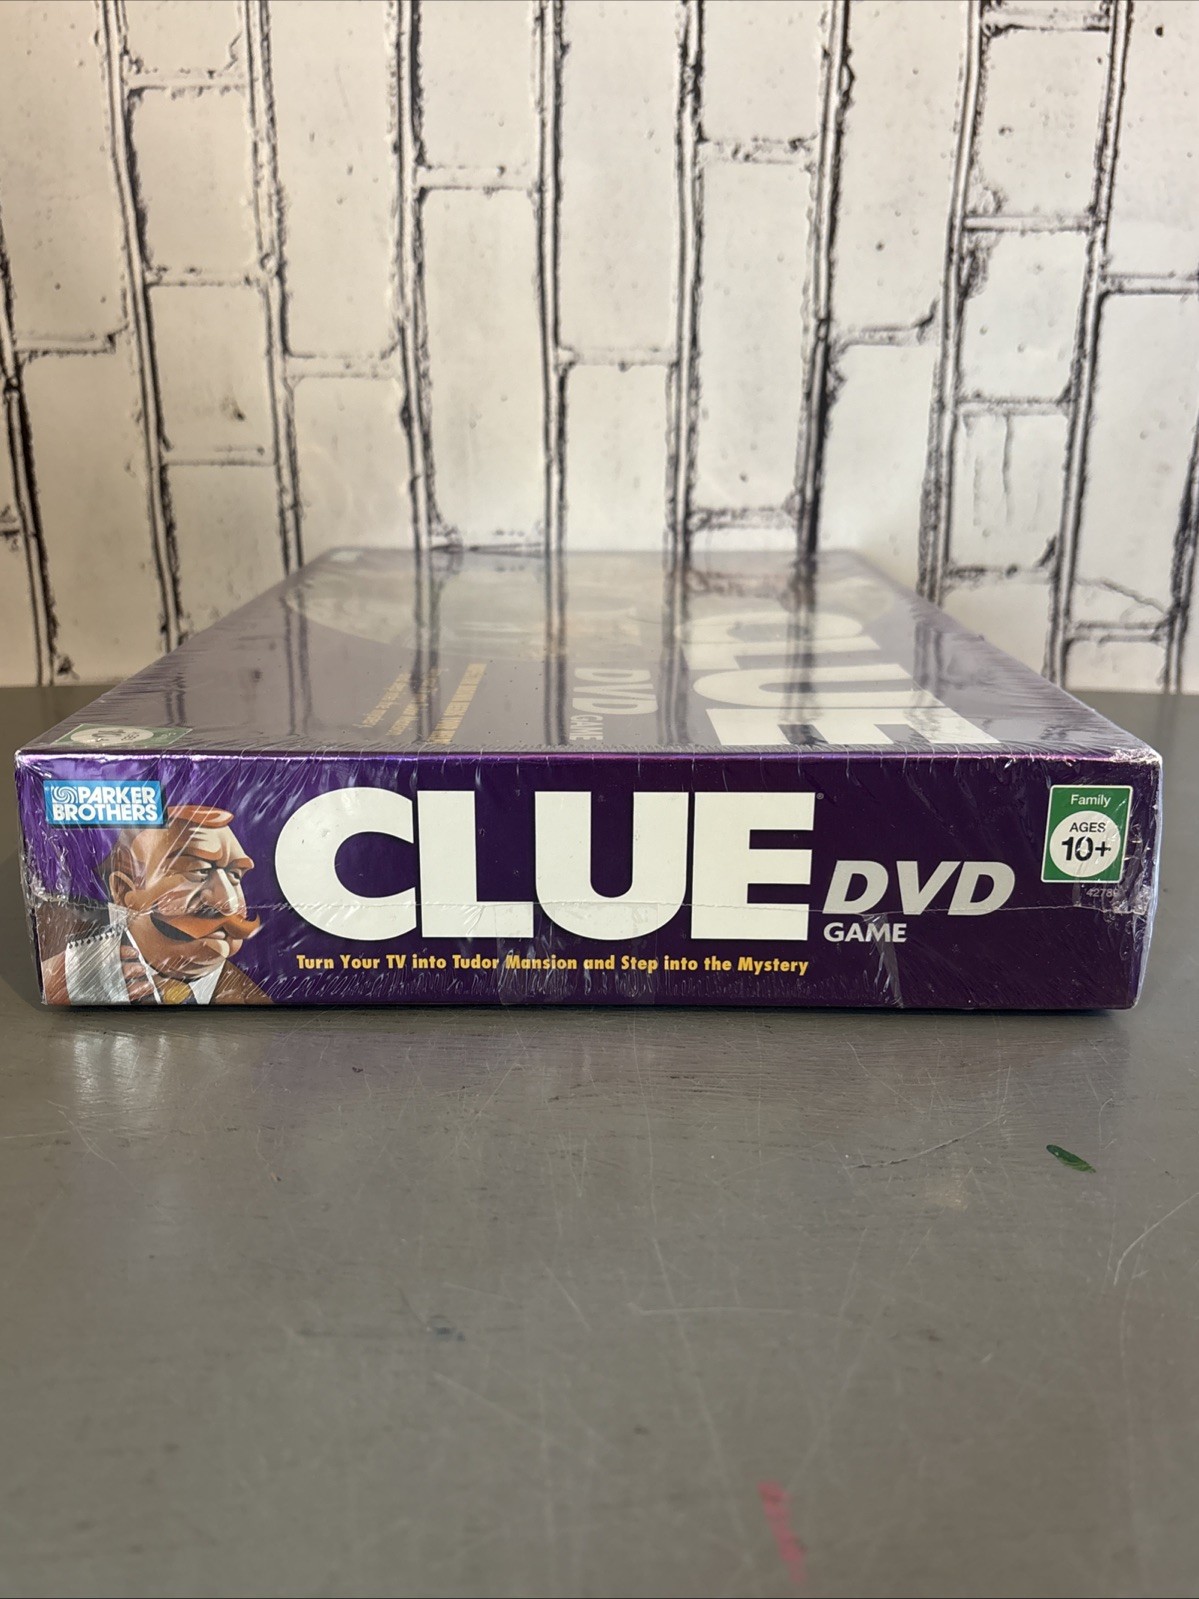 CLUE
DVD
GAME
PARKER
BROTHERS
CLUE
DVD
GAME
Turn Your TV into Tudor Mansion and Step into the Mystery
Family
AGES
10+